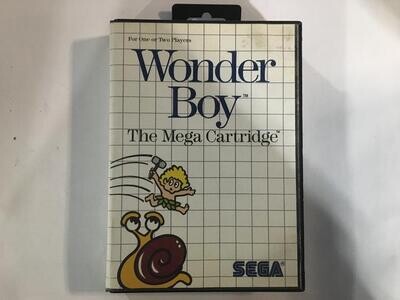 For One or Two Players
Wonder
Boy™
The Mega Cartridge™
SEGA